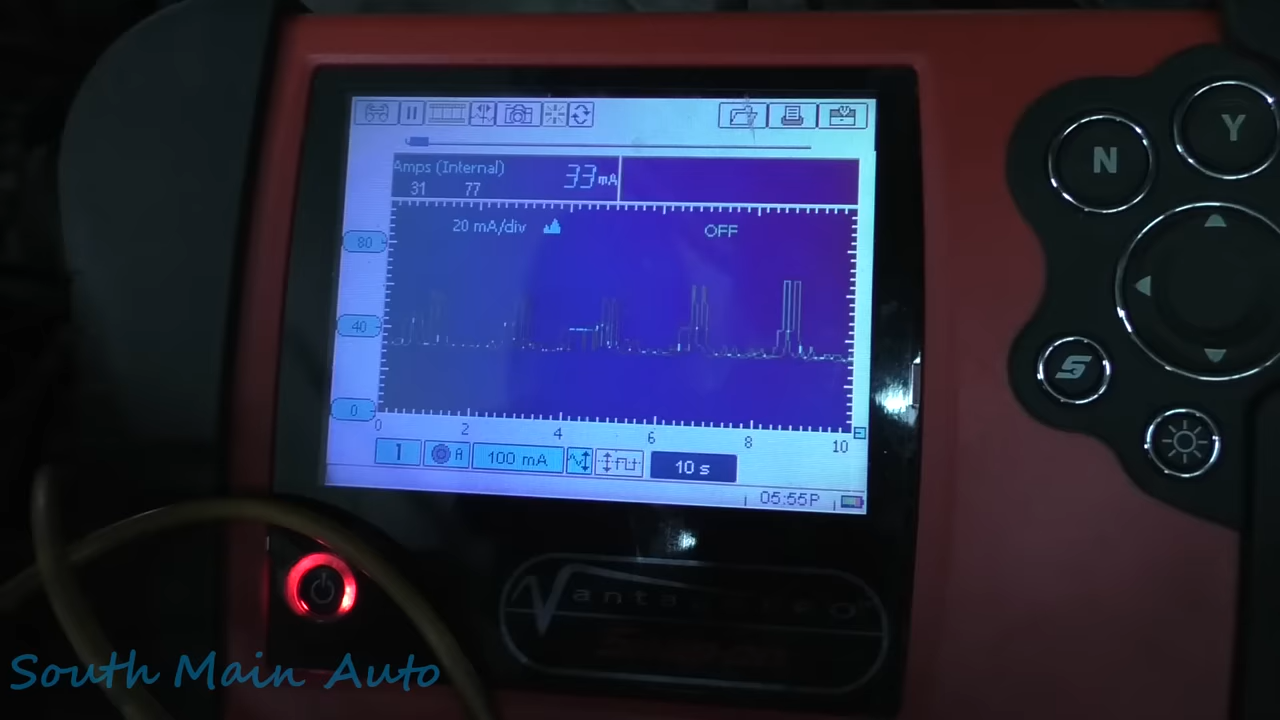 Amps (Internal) 33 mA
31 77
20 mA/div OFF
80
40
0
0 2 4 6 8 10
1 A 100 mA 10 s
05:55P
N Y
S
South Main Auto